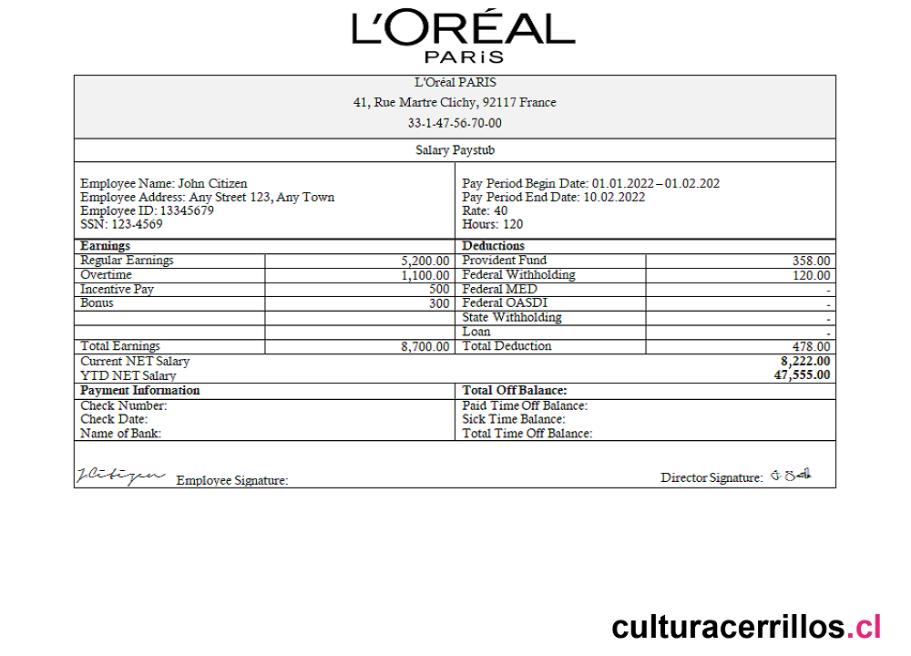 L'ORÉAL
PARiS
L'Oréal PARIS
41, Rue Martre Clichy, 92117 France
33-1-47-56-70-00
Salary Paystub
Employee Name: John Citizen
Employee Address: Any Street 123, Any Town
Employee ID: 13345679
SSN: 123-4569
Pay Period Begin Date: 01.01.2022 – 01.02.202
Pay Period End Date: 10.02.2022
Rate: 40
Hours: 120
Earnings Deductions
Regular Earnings 5,200.00 Provident Fund 358.00
Overtime 1,100.00 Federal Withholding 120.00
Incentive Pay 500 Federal MED -
Bonus 300 Federal OASDI -
State Withholding -
Loan -
Total Earnings 8,700.00 Total Deduction 478.00
Current NET Salary 8,222.00
YTD NET Salary 47,555.00
Payment Information Total Off Balance:
Check Number: Paid Time Off Balance:
Check Date: Sick Time Balance:
Name of Bank: Total Time Off Balance:
JCitizen Employee Signature: Director Signature:
culturacerrillos.cl